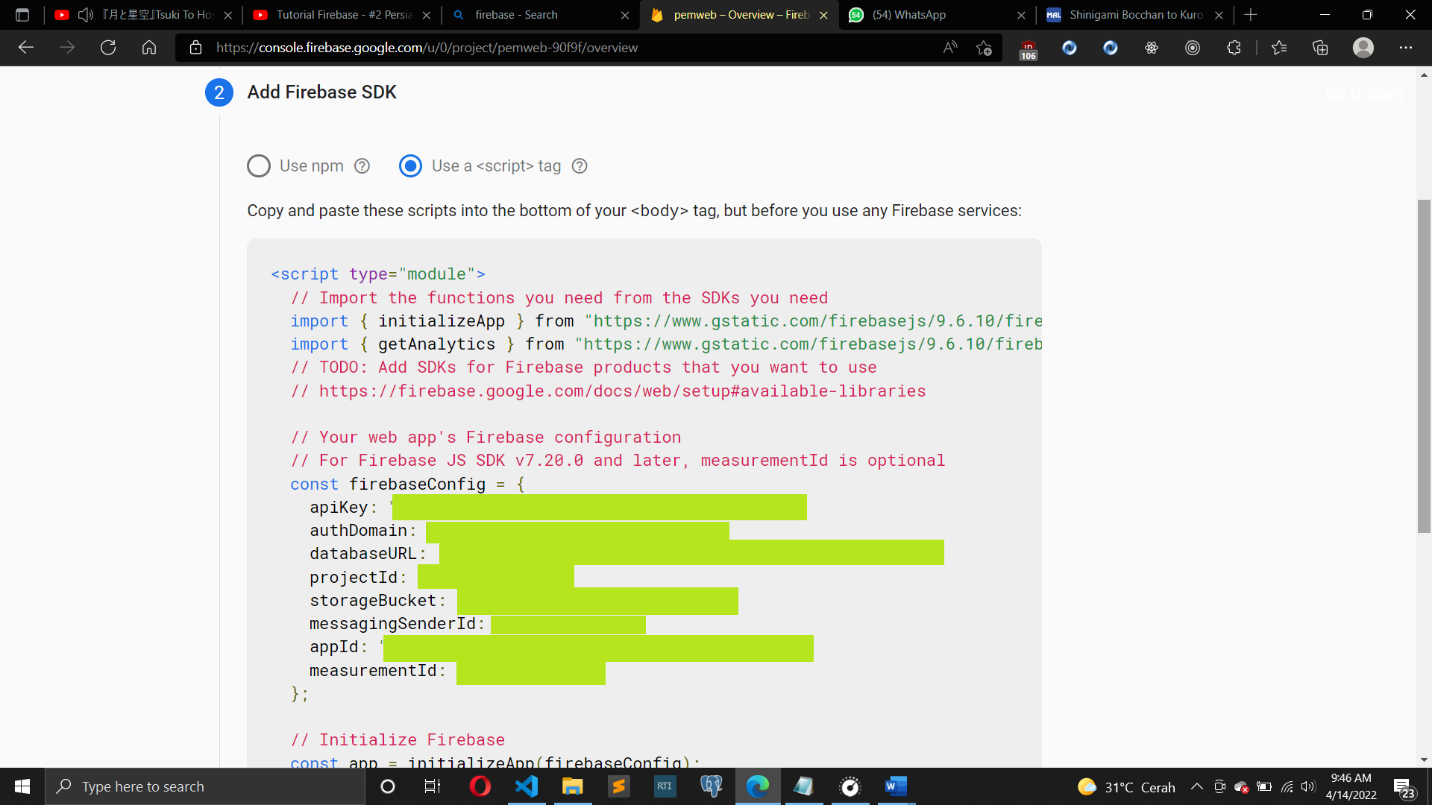 『月と星空』Tsuki To Ho
Tutorial Firebase - #2 Persia
firebase - Search
pemweb – Overview – Fireb
(54) WhatsApp
MAL
Shinigami Bocchan to Kuro
https://console.firebase.google.com/u/0/project/pemweb-90f9f/overview
106
2
Add Firebase SDK
Go to docs
Use npm
Use a <script> tag
Copy and paste these scripts into the bottom of your <body> tag, but before you use any Firebase services:
<script type="module">
// Import the functions you need from the SDKs you need
import { initializeApp } from "https://www.gstatic.com/firebasejs/9.6.10/fire
import { getAnalytics } from "https://www.gstatic.com/firebasejs/9.6.10/fireb
// TODO: Add SDKs for Firebase products that you want to use
// https://firebase.google.com/docs/web/setup#available-libraries
// Your web app's Firebase configuration
// For Firebase JS SDK v7.20.0 and later, measurementId is optional
const firebaseConfig = {
apiKey: "
authDomain:
databaseURL:
projectId:
storageBucket:
messagingSenderId:
appId: "
measurementId:
};
// Initialize Firebase
const app = initializeApp(firebaseConfig);
Type here to search
RTI
31°C Cerah
9:46 AM
4/14/2022
23